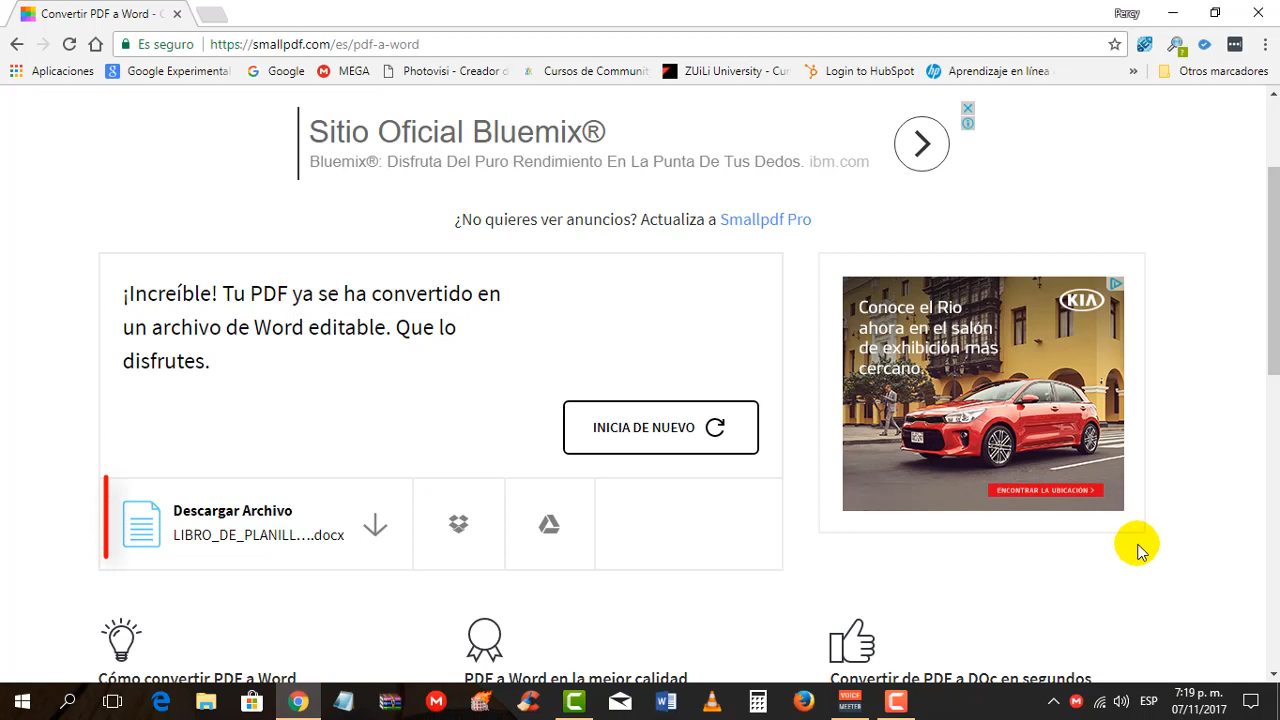 Convertir PDF a Word - C
Percy
Es seguro
https://smallpdf.com/es/pdf-a-word
Aplicaciones
Google Experimental
Google
MEGA
Photovisi - Creador d
Cursos de Communit
ZUiLi University - Cu
Login to HubSpot
Aprendizaje en línea
»
Otros marcadores
Sitio Oficial Bluemix®
Bluemix®: Disfruta Del Puro Rendimiento En La Punta De Tus Dedos. ibm.com
¿No quieres ver anuncios? Actualiza a Smallpdf Pro
¡Increíble! Tu PDF ya se ha convertido en
un archivo de Word editable. Que lo
disfrutes.
INICIA DE NUEVO
Descargar Archivo
LIBRO_DE_PLANILL....docx
KIA
Conoce el Rio
ahora en el salón
de exhibición más
cercano.
ENCONTRAR LA UBICACIÓN >
Cómo convertir PDF a Word
PDF a Word en la mejor calidad
Convertir de PDF a DOc en segundos
VOICE
MEETER
ESP
7:19 p. m.
07/11/2017